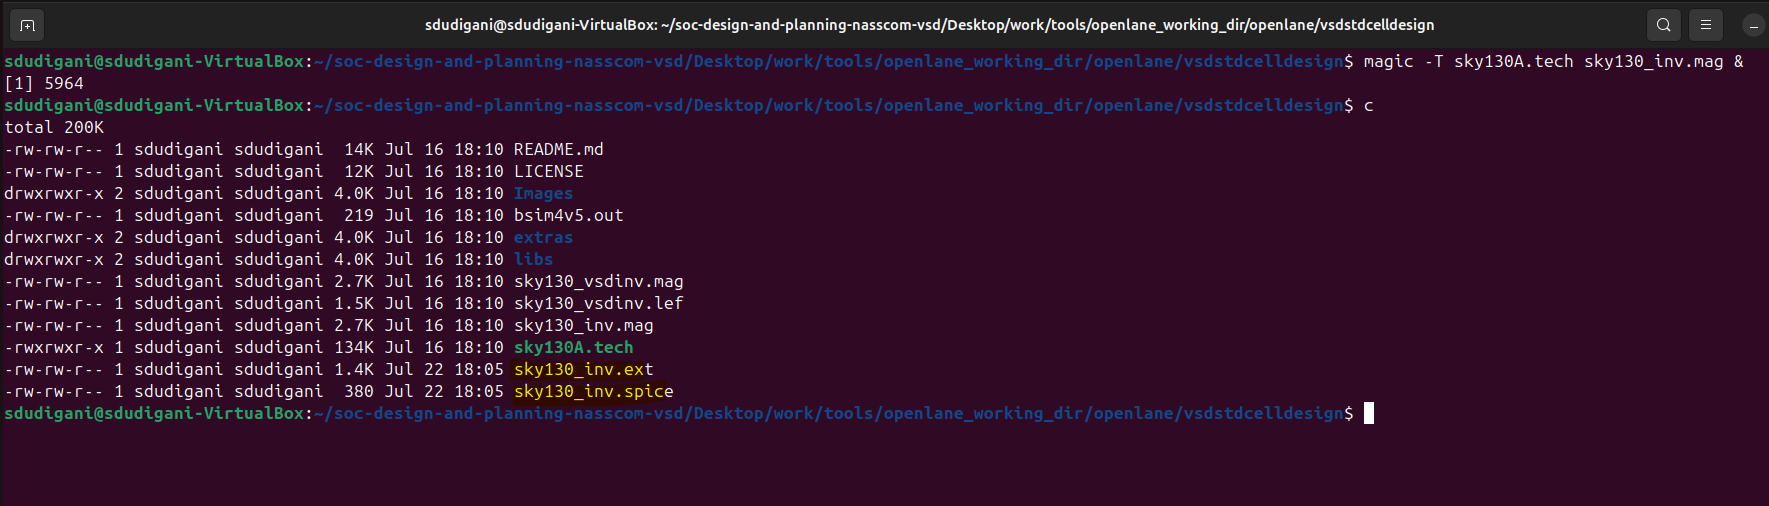 sdudigani@sdudigani-VirtualBox: ~/soc-design-and-planning-nasscom-vsd/Desktop/work/tools/openlane_working_dir/openlane/vsdstdcelldesign
sdudigani@sdudigani-VirtualBox:~/soc-design-and-planning-nasscom-vsd/Desktop/work/tools/openlane_working_dir/openlane/vsdstdcelldesign$ magic -T sky130A.tech sky130_inv.mag &
[1] 5964
sdudigani@sdudigani-VirtualBox:~/soc-design-and-planning-nasscom-vsd/Desktop/work/tools/openlane_working_dir/openlane/vsdstdcelldesign$ c
total 200K
-rw-rw-r-- 1 sdudigani sdudigani  14K Jul 16 18:10 README.md
-rw-rw-r-- 1 sdudigani sdudigani  12K Jul 16 18:10 LICENSE
drwxrwxr-x 2 sdudigani sdudigani 4.0K Jul 16 18:10 Images
-rw-rw-r-- 1 sdudigani sdudigani  219 Jul 16 18:10 bsim4v5.out
drwxrwxr-x 2 sdudigani sdudigani 4.0K Jul 16 18:10 extras
drwxrwxr-x 2 sdudigani sdudigani 4.0K Jul 16 18:10 libs
-rw-rw-r-- 1 sdudigani sdudigani 2.7K Jul 16 18:10 sky130_vsdinv.mag
-rw-rw-r-- 1 sdudigani sdudigani 1.5K Jul 16 18:10 sky130_vsdinv.lef
-rw-rw-r-- 1 sdudigani sdudigani 2.7K Jul 16 18:10 sky130_inv.mag
-rwxrwxr-x 1 sdudigani sdudigani 134K Jul 16 18:10 sky130A.tech
-rw-rw-r-- 1 sdudigani sdudigani 1.4K Jul 22 18:05 sky130_inv.ext
-rw-rw-r-- 1 sdudigani sdudigani  380 Jul 22 18:05 sky130_inv.spice
sdudigani@sdudigani-VirtualBox:~/soc-design-and-planning-nasscom-vsd/Desktop/work/tools/openlane_working_dir/openlane/vsdstdcelldesign$